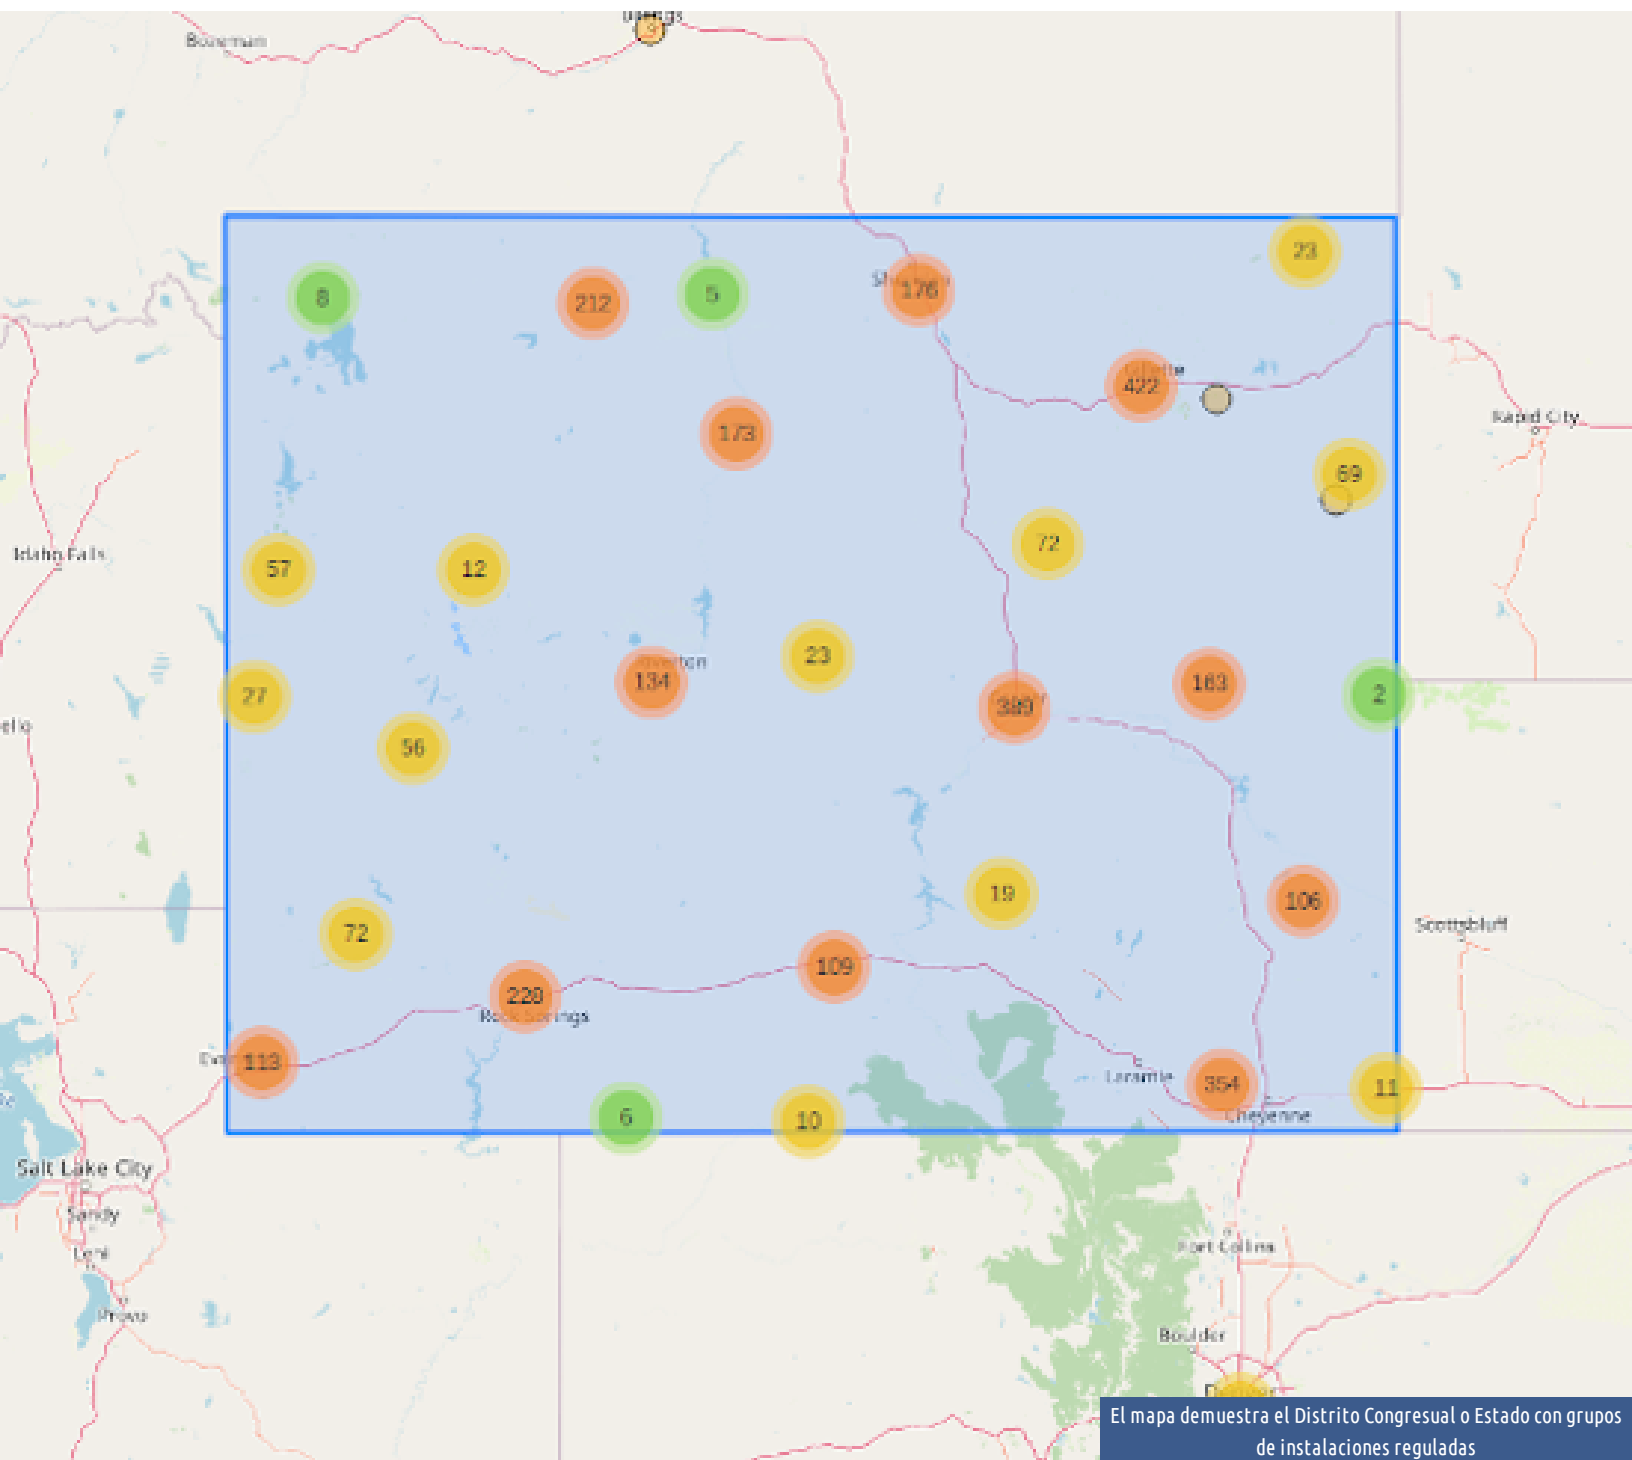 Bozeman
9
23
8
212
5
176
422
Rapid City
173
69
Idaho Falls
57
12
72
23
134
163
27
389
2
56
19
106
Scottsbluff
72
109
228
Rock Springs
113
Laramie
354
11
Cheyenne
6
10
Salt Lake City
Sandy
Lehi
Fort Collins
Provo
Boulder
El mapa demuestra el Distrito Congresual o Estado con grupos
de instalaciones reguladas